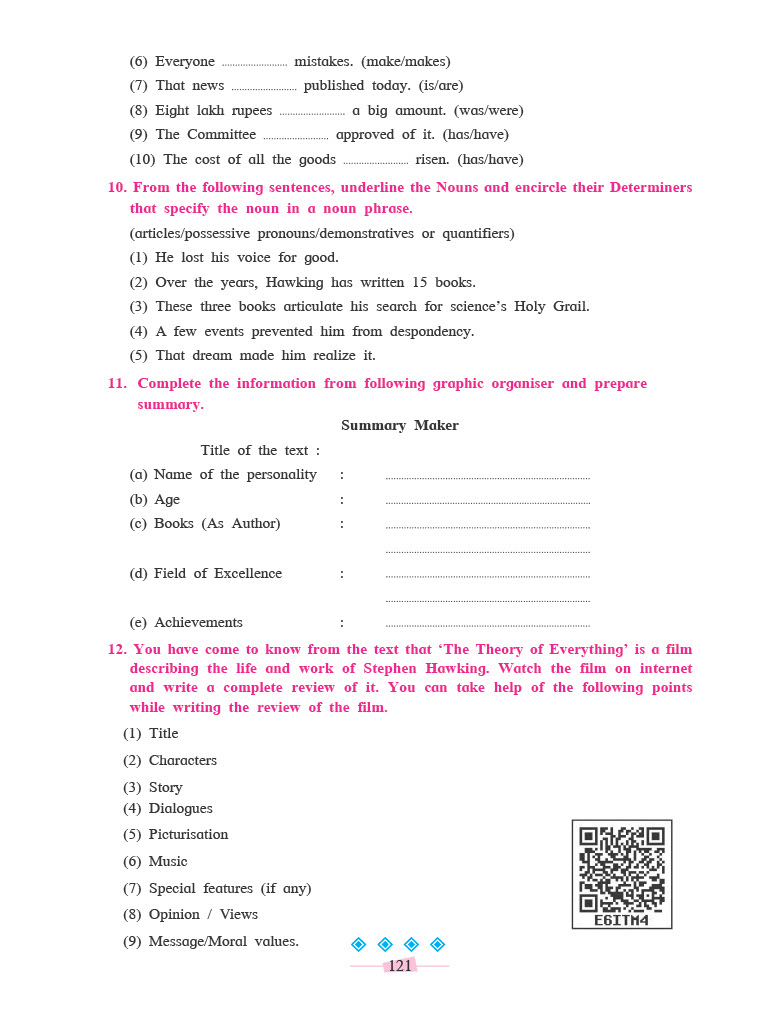 (6) Everyone ......................... mistakes. (make/makes)
(7) That news ......................... published today. (is/are)
(8) Eight lakh rupees ......................... a big amount. (was/were)
(9) The Committee ......................... approved of it. (has/have)
(10) The cost of all the goods ......................... risen. (has/have)
10. From the following sentences, underline the Nouns and encircle their Determiners
that specify the noun in a noun phrase.
(articles/possessive pronouns/demonstratives or quantifiers)
(1) He lost his voice for good.
(2) Over the years, Hawking has written 15 books.
(3) These three books articulate his search for science's Holy Grail.
(4) A few events prevented him from despondency.
(5) That dream made him realize it.
11. Complete the information from following graphic organiser and prepare
summary.
Summary Maker
Title of the text :
(a) Name of the personality : ...............................................................................
(b) Age : ...............................................................................
(c) Books (As Author) : ...............................................................................
...............................................................................
(d) Field of Excellence : ...............................................................................
...............................................................................
(e) Achievements : ...............................................................................
12. You have come to know from the text that ‘The Theory of Everything’ is a film
describing the life and work of Stephen Hawking. Watch the film on internet
and write a complete review of it. You can take help of the following points
while writing the review of the film.
(1) Title
(2) Characters
(3) Story
(4) Dialogues
(5) Picturisation
(6) Music
(7) Special features (if any)
(8) Opinion / Views
(9) Message/Moral values.
E6ITM4
121